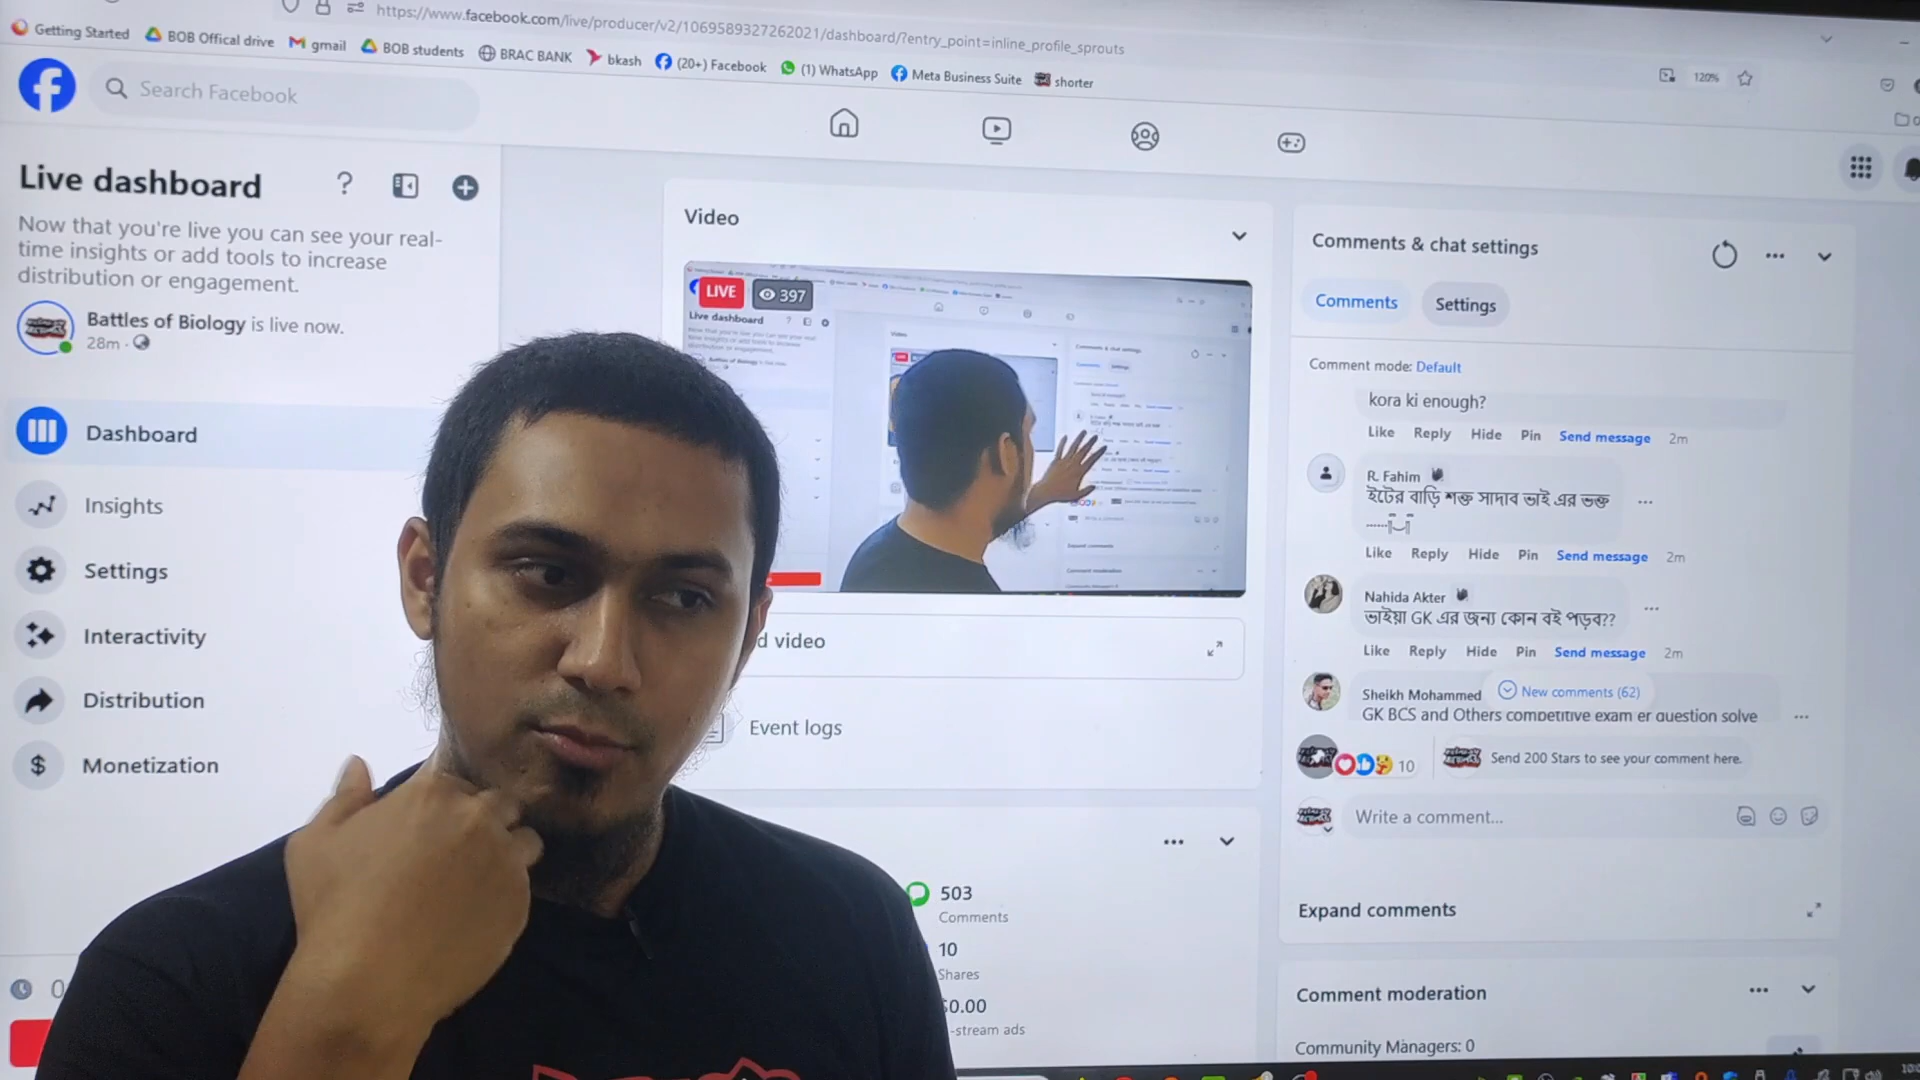 https://www.facebook.com/live/producer/v2/1069589327262021/dashboard/?entry_point=inline_profile_sprouts
Getting Started
BOB Offical drive
gmail
BOB students
BRAC BANK
bkash
(20+) Facebook
(1) WhatsApp
Meta Business Suite
shorter
120%
Search Facebook
Live dashboard
Now that you're live you can see your real-
time insights or add tools to increase
distribution or engagement.
Battles of Biology is live now.
28m
Dashboard
Insights
Settings
Interactivity
Distribution
Monetization
Video
LIVE
397
Live dashboard
d video
Event logs
503
Comments
10
Shares
$0.00
-stream ads
Comments & chat settings
Comments
Settings
Comment mode: Default
kora ki enough?
Like Reply Hide Pin Send message 2m
R. Fahim
ইটের বাড়ি শক্ত সাদাব ভাই এর ভক্ত
Like Reply Hide Pin Send message 2m
Nahida Akter
ভাইয়া GK এর জন্য কোন বই পড়ব??
Like Reply Hide Pin Send message 2m
Sheikh Mohammed
New comments (62)
GK BCS and Others competitive exam er question solve
10
Send 200 Stars to see your comment here.
Write a comment...
Expand comments
Comment moderation
Community Managers: 0